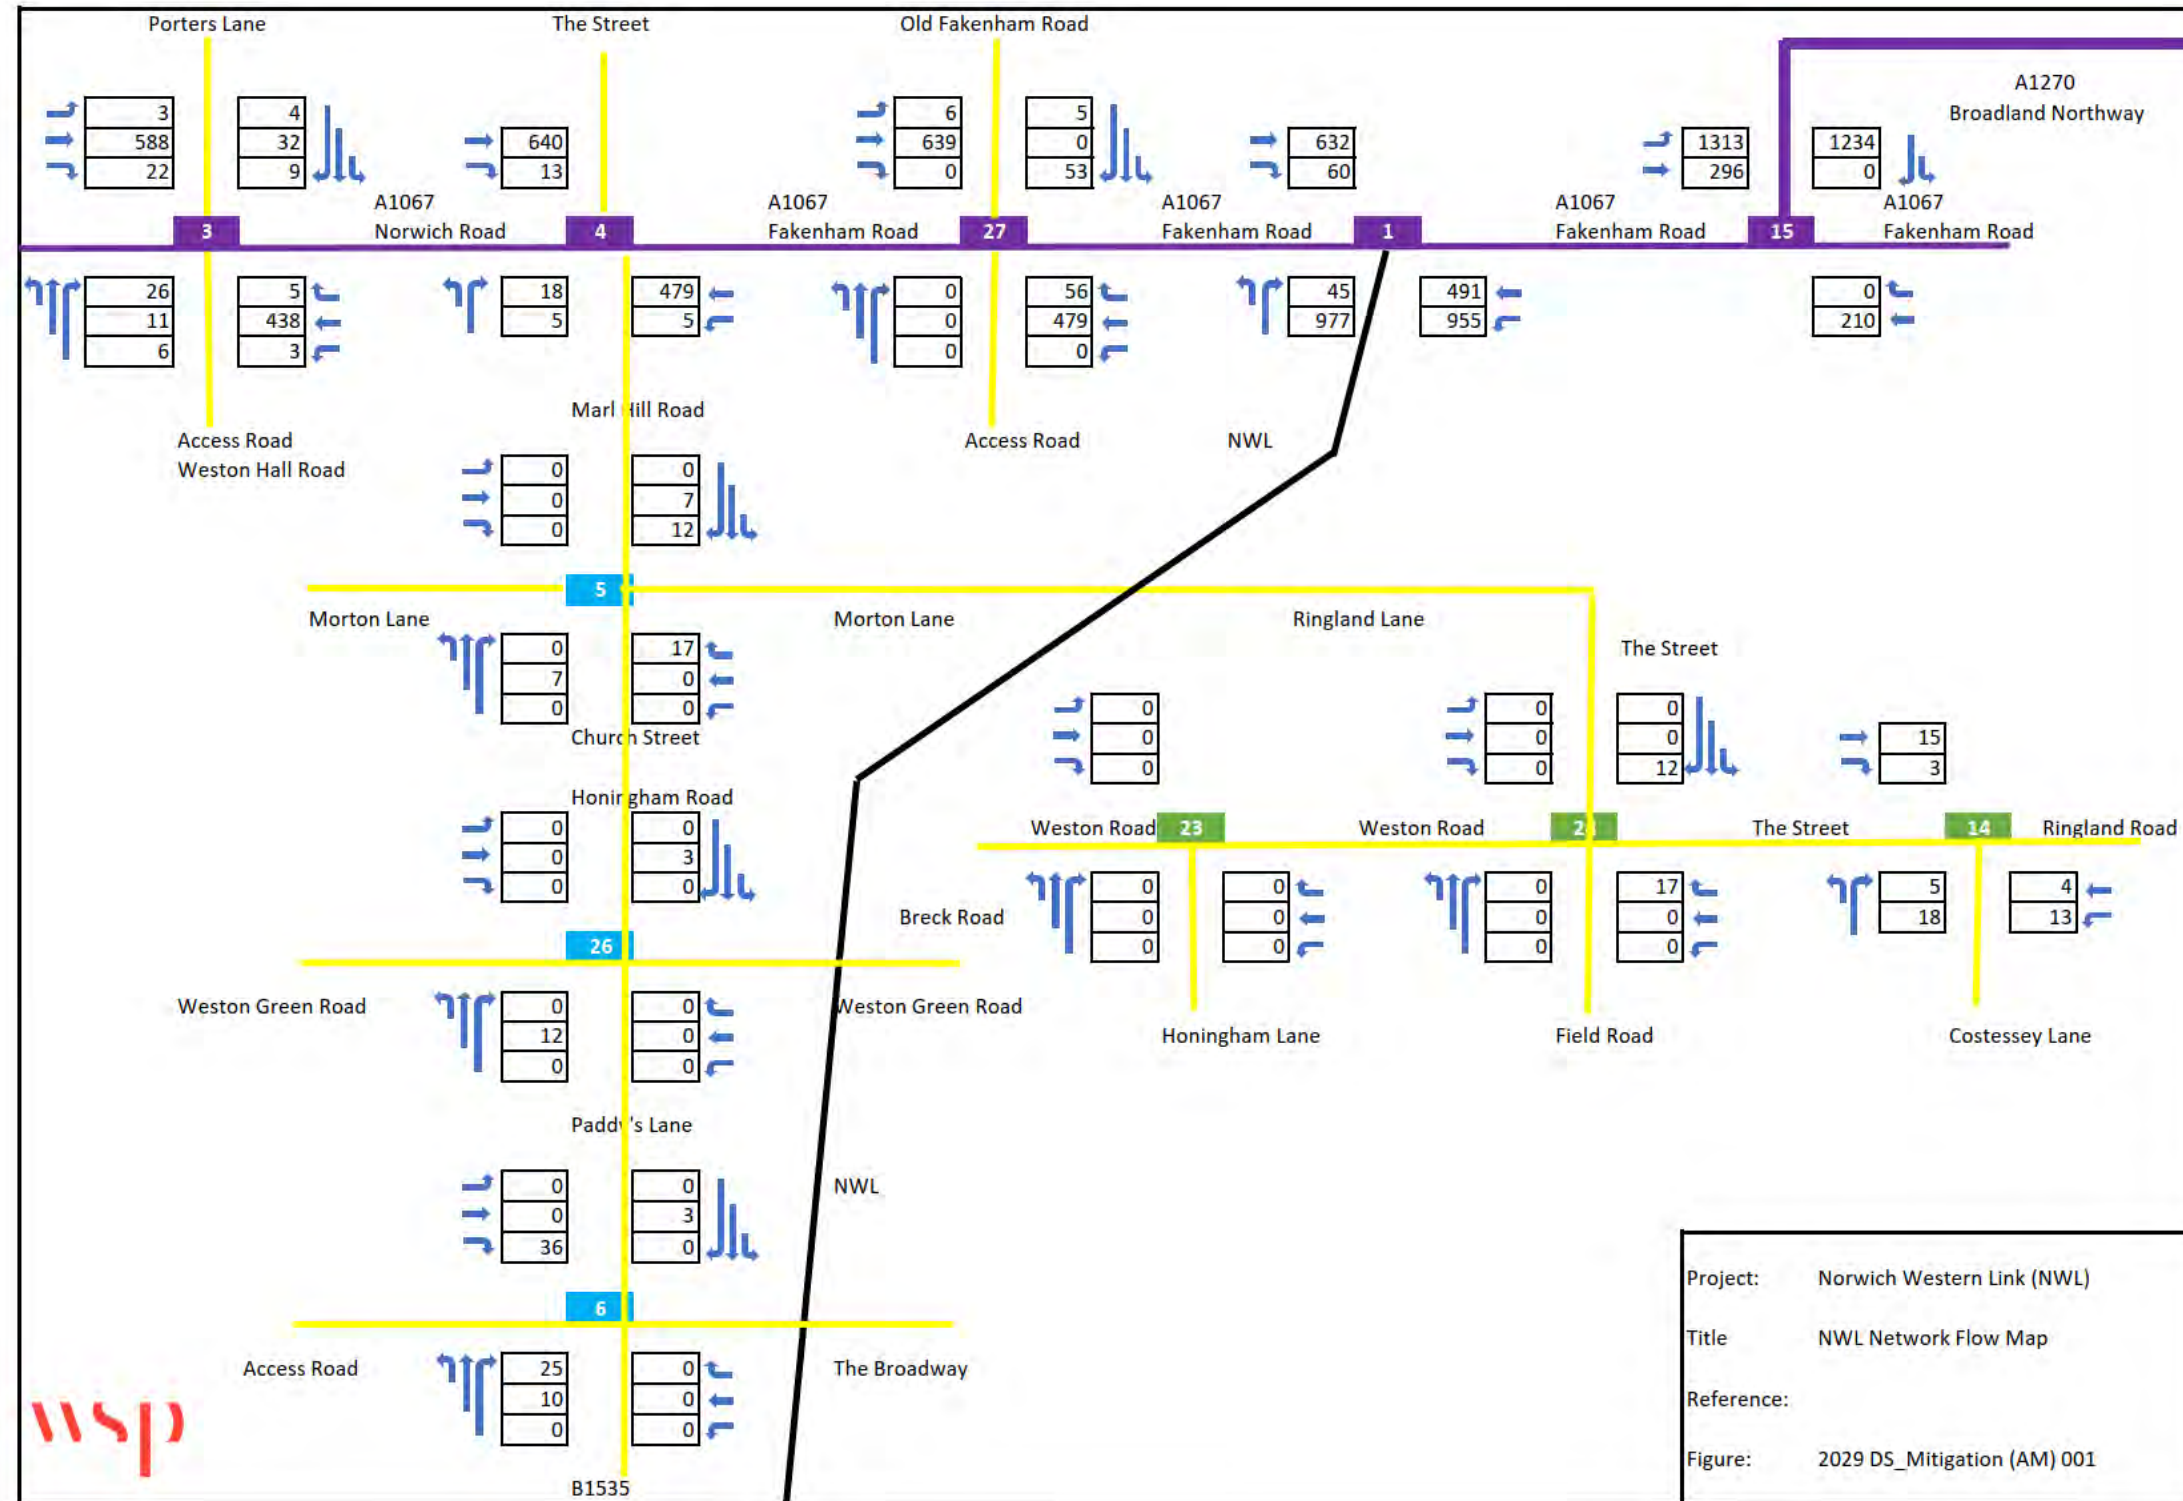 Porters Lane The Street Old Fakenham Road
A1270
Broadland Northway
3 4 6 5
588 32 640 639 0 632 1313 1234
22 9 13 0 53 60 296 0
A1067 A1067 A1067 A1067 A1067
3 Norwich Road 4 Fakenham Road 27 Fakenham Road 1 Fakenham Road 15 Fakenham Road
26 5 18 479 0 56 45 491 0
11 438 5 5 0 479 977 955 210
6 3 0 0
Marl Hill Road
Access Road Access Road NWL
Weston Hall Road
0 0
0 7
0 12
5
Morton Lane Morton Lane Ringland Lane
0 17 The Street
7 0
0 0
Church Street
0 0 0
0 0 0 15
0 0 12 3
Honingham Road
0 0
0 3
0 0
Weston Road 23 Weston Road 2 The Street 14 Ringland Road
0 0 0 17 5 4
Breck Road 0 0 0 0 18 13
0 0 0 0
26
Weston Green Road 0 0 Weston Green Road
12 0 Honingham Lane Field Road Costessey Lane
0 0
Paddy's Lane
0 0 NWL
0 3
36 0
6
Access Road 25 0 The Broadway
10 0
0 0
B1535
wsp
Project: Norwich Western Link (NWL)
Title NWL Network Flow Map
Reference:
Figure: 2029 DS_Mitigation (AM) 001